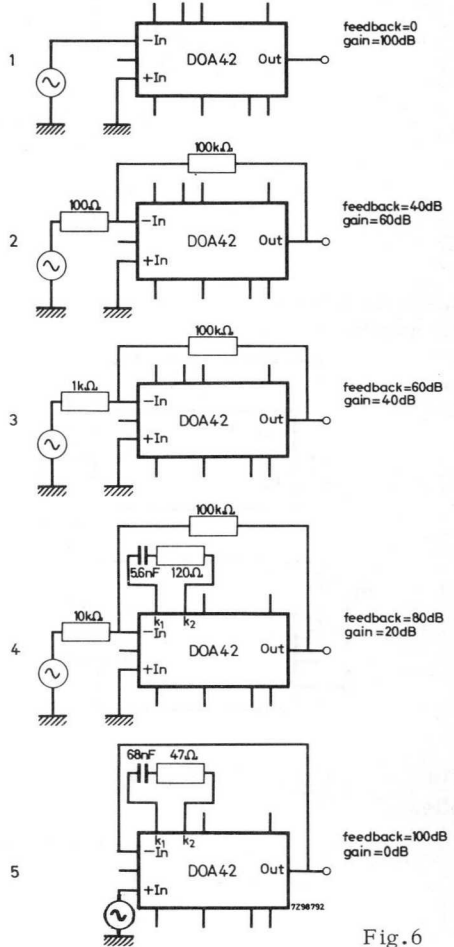 1
−In
DOA42
Out
+In
feedback=0
gain=100dB
2
100kΩ
100Ω
−In
DOA42
Out
+In
feedback=40dB
gain=60dB
3
100kΩ
1kΩ
−In
DOA42
Out
+In
feedback=60dB
gain=40dB
4
100kΩ
5.6nF
120Ω
10kΩ
k1
k2
−In
DOA42
Out
+In
feedback=80dB
gain=20dB
5
68nF
47Ω
k1
k2
−In
DOA42
Out
+In
7Z98792
feedback=100dB
gain=0dB
Fig.6